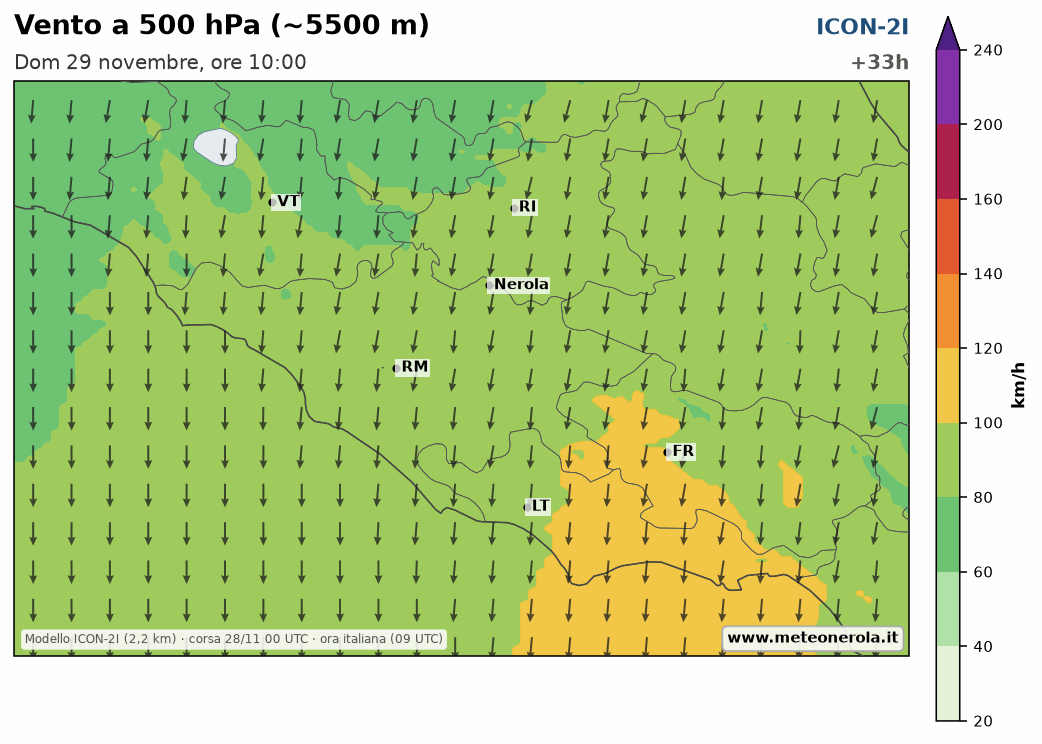 Vento a 500 hPa (~5500 m)
ICON-2I
Dom 29 novembre, ore 10:00
+33h
VT
RI
Nerola
RM
FR
LT
Modello ICON-2I (2,2 km) · corsa 28/11 00 UTC · ora italiana (09 UTC)
www.meteonerola.it
240
200
160
140
120
100
80
60
40
20
km/h